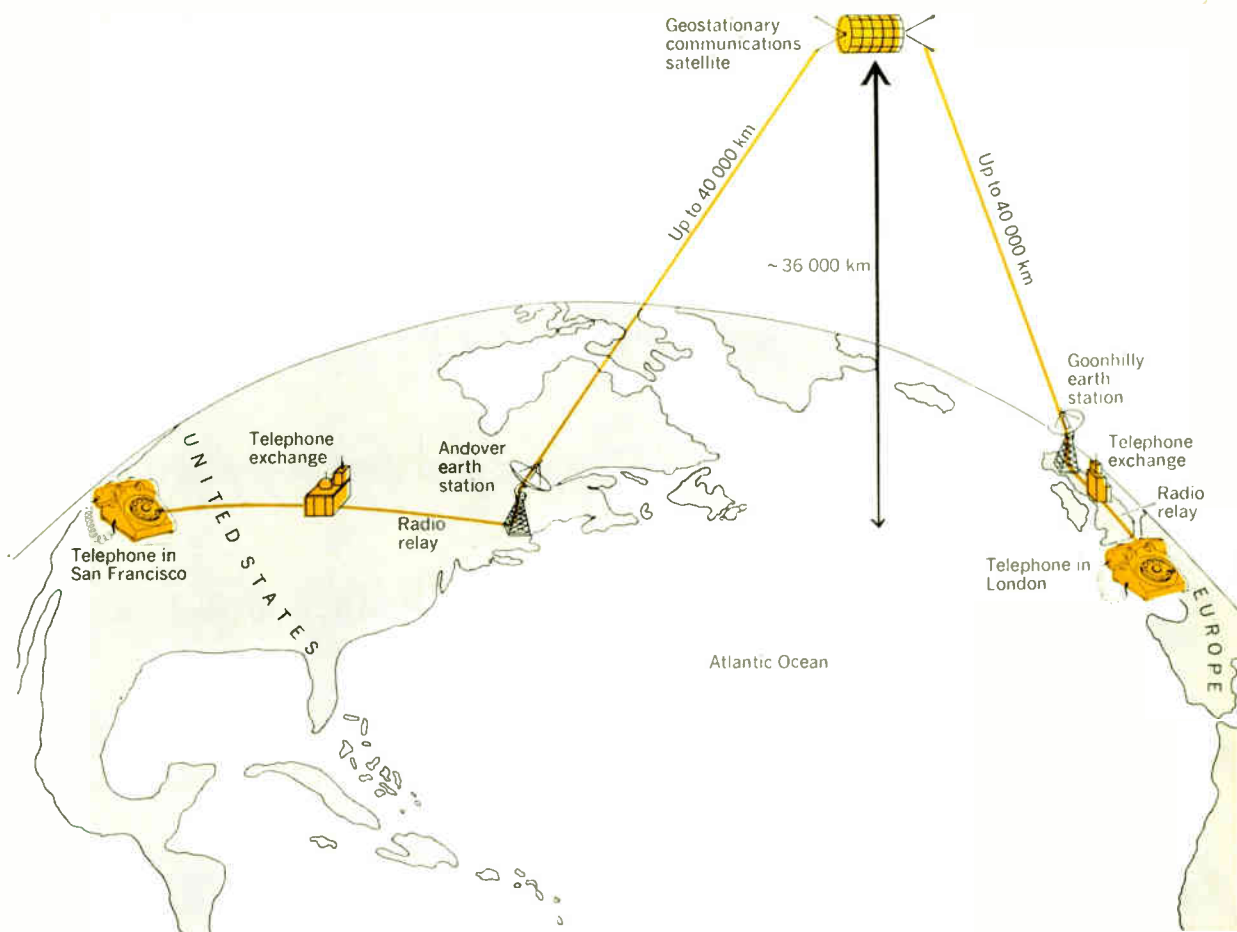 Geostationary
communications
satellite
Up to 40 000 km
Up to 40 000 km
~ 36 000 km
Goonhilly
earth
station
Telephone
exchange
Andover
earth
station
Telephone
exchange
Radio
relay
Radio
relay
UNITED STATES
Telephone in
San Francisco
Telephone in
London
EUROPE
Atlantic Ocean